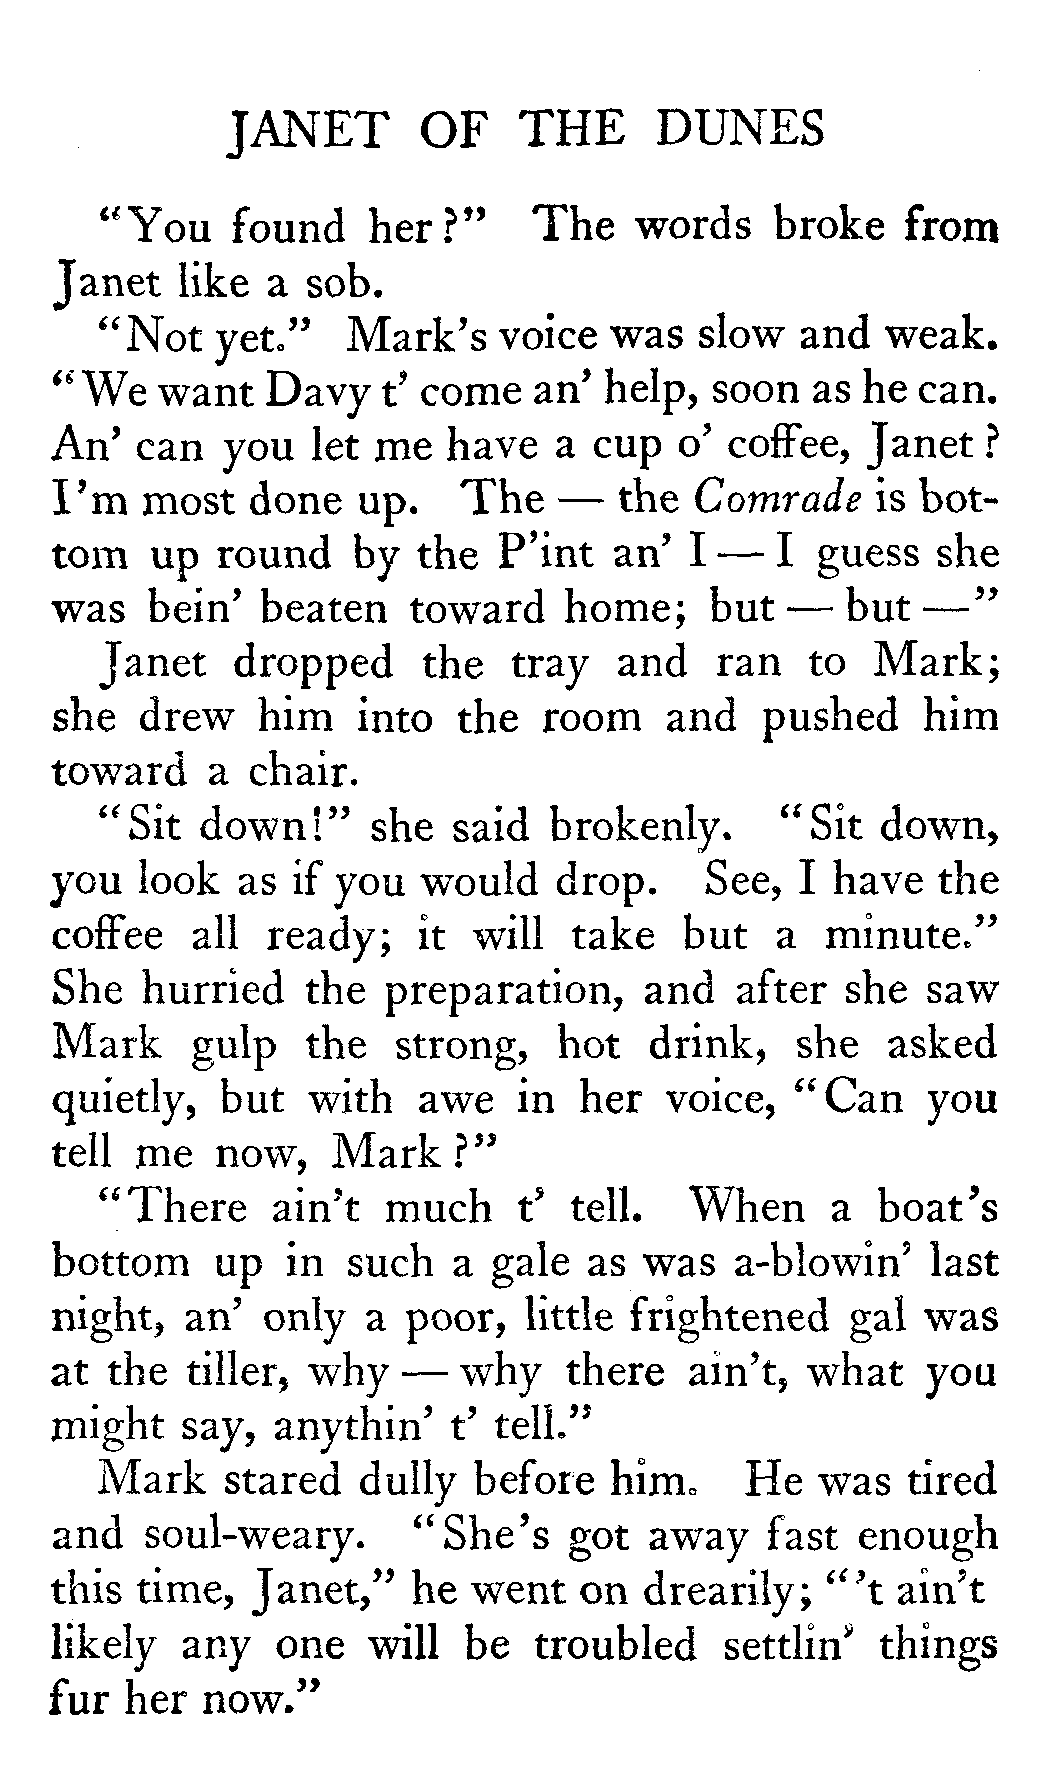 JANET OF THE DUNES
“You found her?” The words broke from
Janet like a sob.
“Not yet.” Mark’s voice was slow and weak.
“We want Davy t’ come an’ help, soon as he can.
An’ can you let me have a cup o’ coffee, Janet?
I’m most done up. The — the Comrade is bot-
tom up round by the P’int an’ I — I guess she
was bein’ beaten toward home; but — but —”
Janet dropped the tray and ran to Mark;
she drew him into the room and pushed him
toward a chair.
“Sit down!” she said brokenly. “Sit down,
you look as if you would drop. See, I have the
coffee all ready; it will take but a minute.”
She hurried the preparation, and after she saw
Mark gulp the strong, hot drink, she asked
quietly, but with awe in her voice, “Can you
tell me now, Mark?”
“There ain’t much t’ tell. When a boat’s
bottom up in such a gale as was a-blowin’ last
night, an’ only a poor, little frightened gal was
at the tiller, why — why there ain’t, what you
might say, anythin’ t’ tell.”
Mark stared dully before him. He was tired
and soul-weary. “She’s got away fast enough
this time, Janet,” he went on drearily; “’t ain’t
likely any one will be troubled settlin’ things
fur her now.”